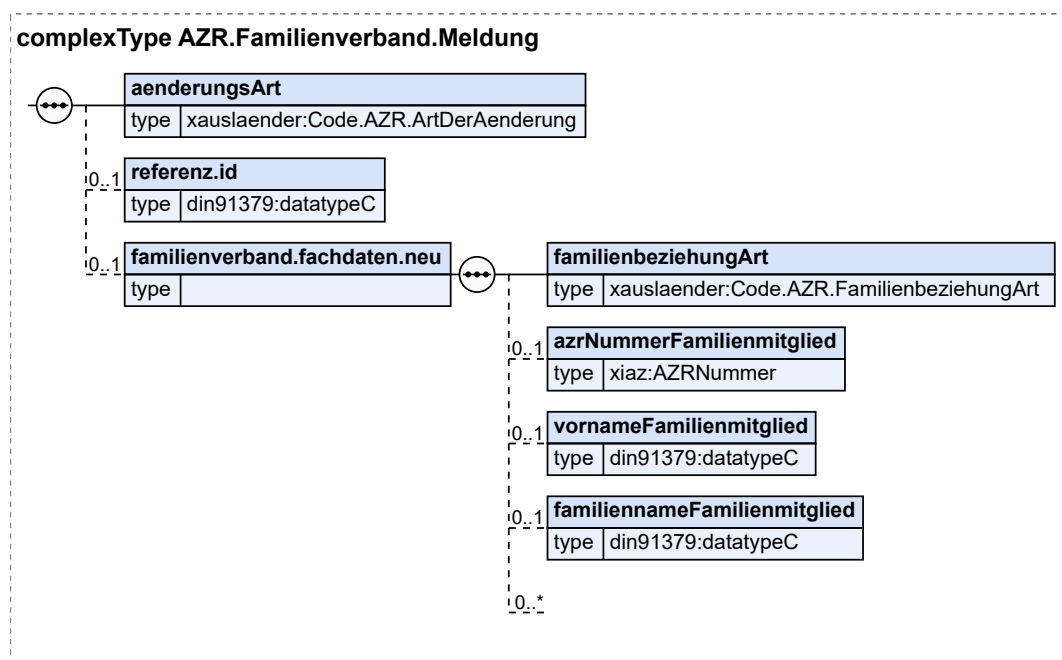 complexType AZR.Familienverband.Meldung
aenderungsArt
type xauslaender:Code.AZR.ArtDerAenderung
0..1
referenz.id
type din91379:datatypeC
0..1
familienverband.fachdaten.neu
type
familienbeziehungArt
type xauslaender:Code.AZR.FamilienbeziehungArt
0..1
azrNummerFamilienmitglied
type xiaz:AZRNummer
0..1
vornameFamilienmitglied
type din91379:datatypeC
0..1
familiennameFamilienmitglied
type din91379:datatypeC
0..*